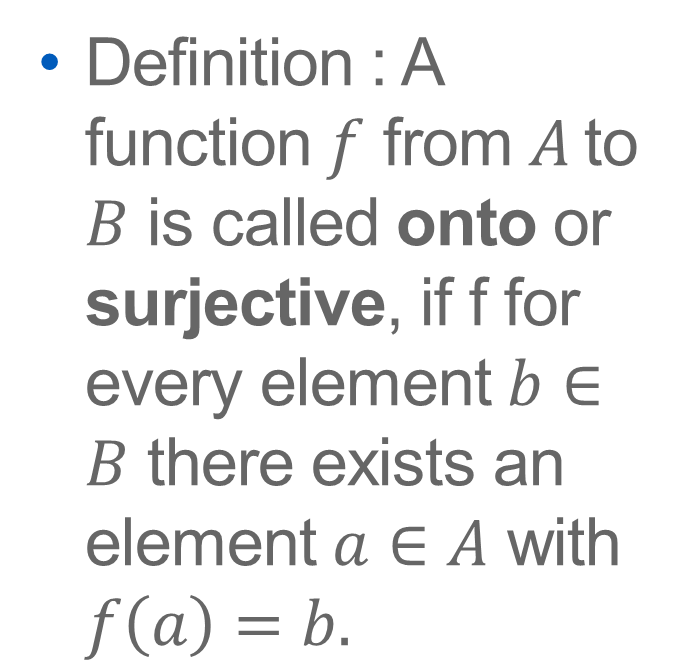 • Definition : A
function f from A to
B is called onto or
surjective, if f for
every element b ∈
B there exists an
element a ∈ A with
f(a) = b.